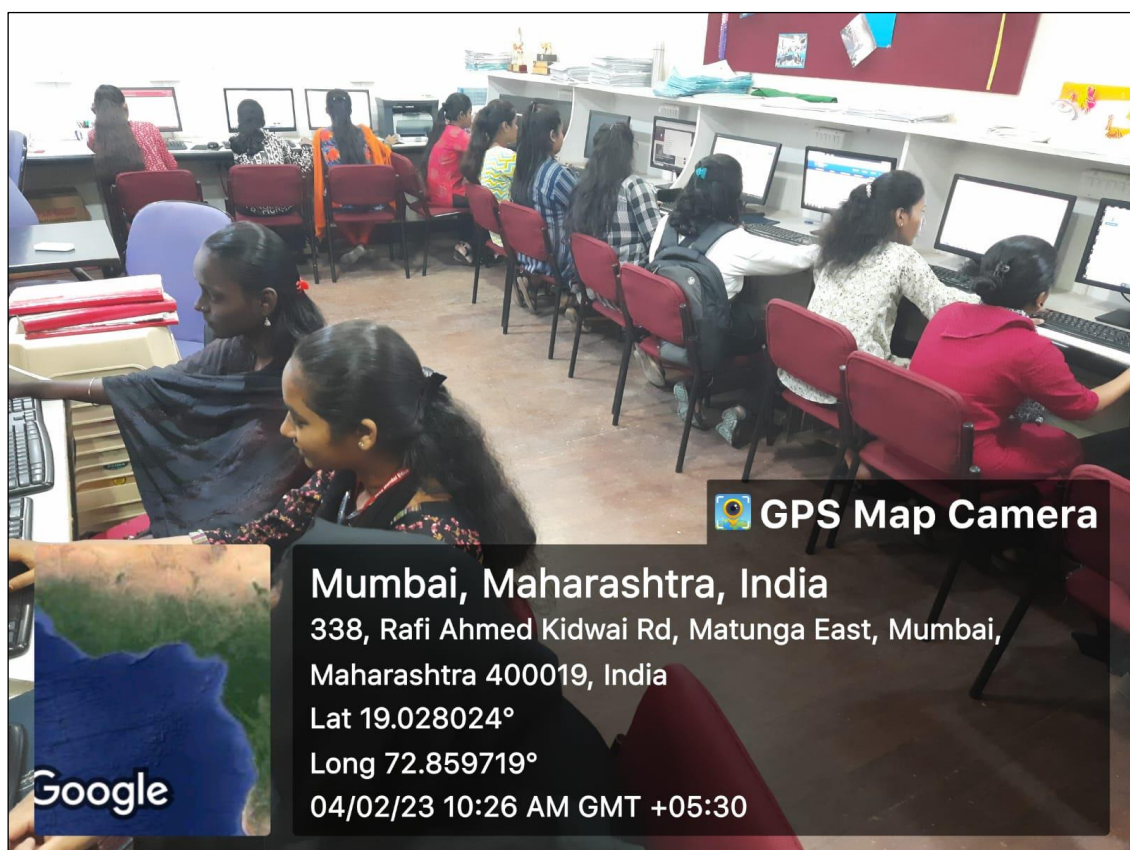 GPS Map Camera
Mumbai, Maharashtra, India
338, Rafi Ahmed Kidwai Rd, Matunga East, Mumbai,
Maharashtra 400019, India
Lat 19.028024°
Long 72.859719°
04/02/23 10:26 AM GMT +05:30
Google